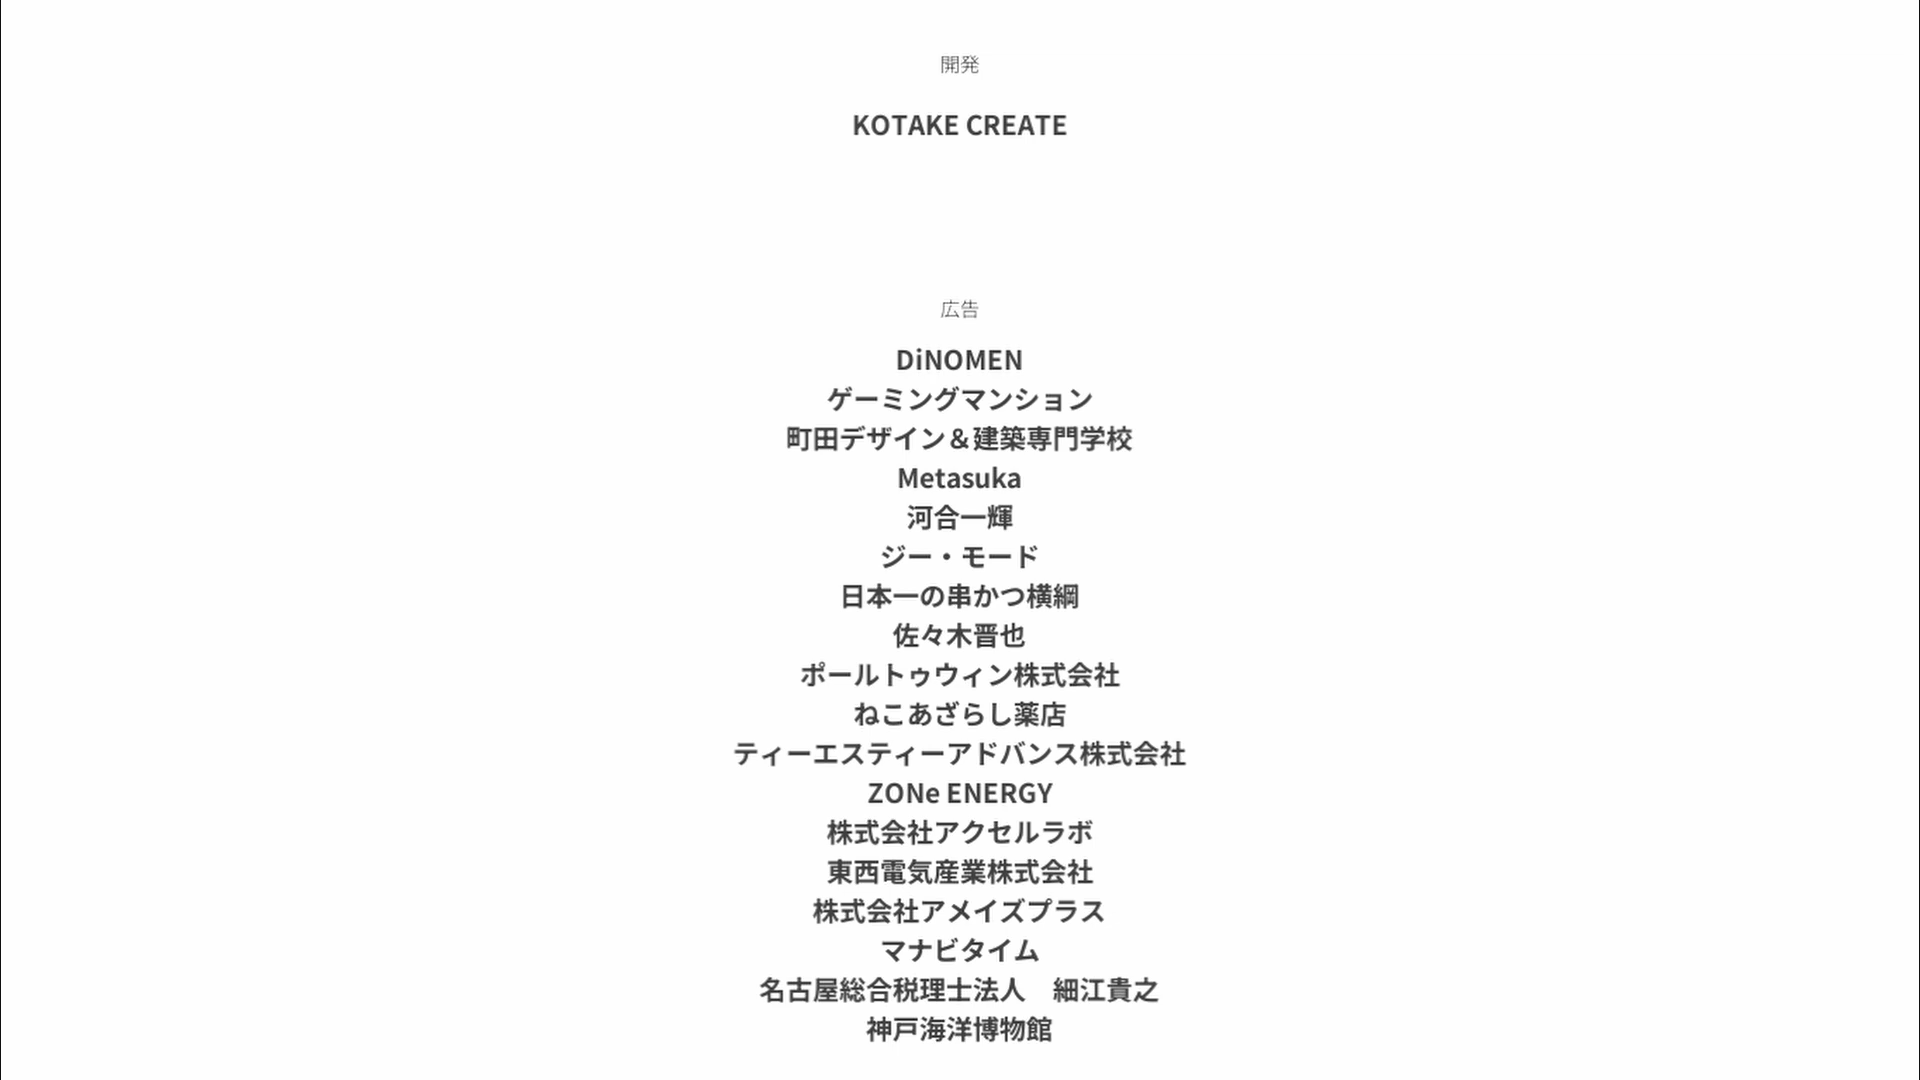 開発
KOTAKE CREATE
広告
DiNOMEN
ゲーミングマンション
町田デザイン＆建築専門学校
Metasuka
河合一輝
ジー・モード
日本一の串かつ横綱
佐々木晋也
ポールトゥウィン株式会社
ねこあざらし薬店
ティーエスティーアドバンス株式会社
ZONe ENERGY
株式会社アクセルラボ
東西電気産業株式会社
株式会社アメイズプラス
マナビタイム
名古屋総合税理士法人　細江貴之
神戸海洋博物館